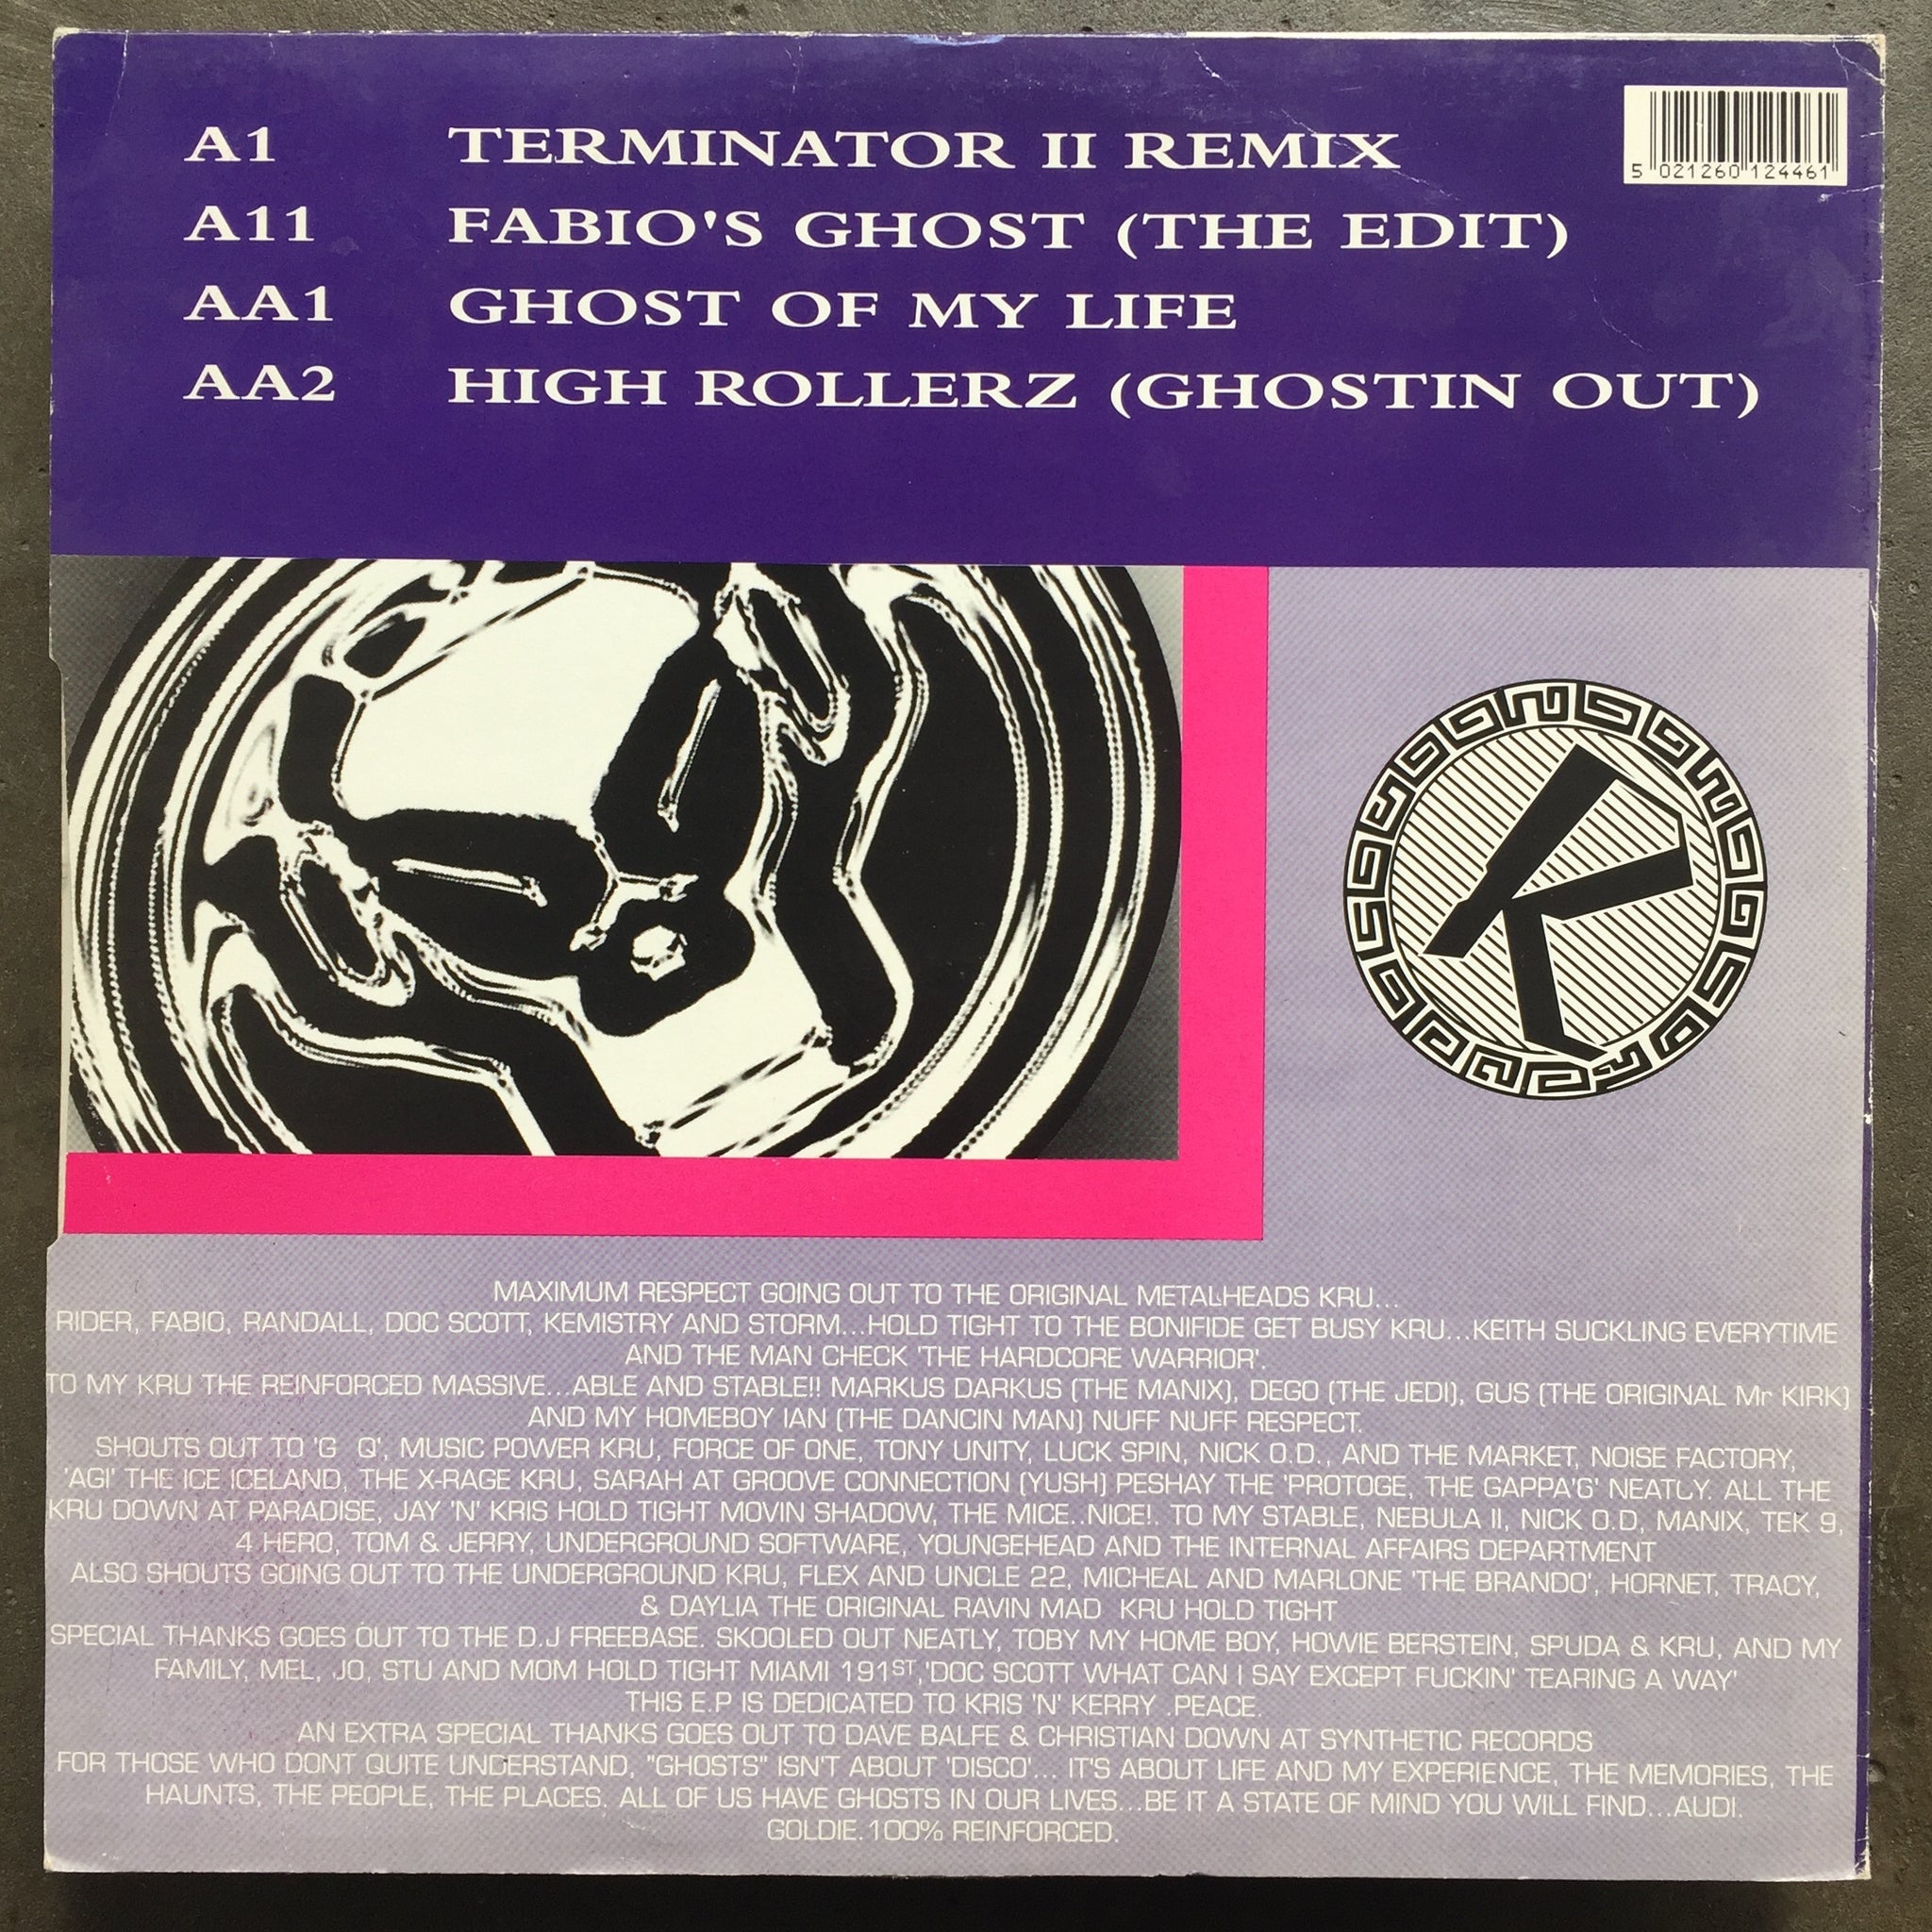 A1 TERMINATOR II REMIX
A11 FABIO'S GHOST (THE EDIT)
AA1 GHOST OF MY LIFE
AA2 HIGH ROLLERZ (GHOSTIN OUT)
5 021260 124461
R
MAXIMUM RESPECT GOING OUT TO THE ORIGINAL METALHEADS KRU...
RIDER, FABIO, RANDALL, DOC SCOTT, KEMISTRY AND STORM...HOLD TIGHT TO THE BONIFIDE GET BUSY KRU...KEITH SUCKLING EVERYTIME
AND THE MAN CHECK 'THE HARDCORE WARRIOR'.
TO MY KRU THE REINFORCED MASSIVE...ABLE AND STABLE!! MARKUS DARKUS (THE MANIX), DEGO (THE JEDI), GUS (THE ORIGINAL Mr KIRK)
AND MY HOMEBOY IAN (THE DANCIN MAN) NUFF NUFF RESPECT.
SHOUTS OUT TO 'G Q', MUSIC POWER KRU, FORCE OF ONE, TONY UNITY, LUCK SPIN, NICK O.D., AND THE MARKET, NOISE FACTORY,
'AGI' THE ICE ICELAND, THE X-RAGE KRU, SARAH AT GROOVE CONNECTION (YUSH) PESHAY THE 'PROTOGE, THE GAPPA'G' NEATLY. ALL THE
KRU DOWN AT PARADISE, JAY 'N' KRIS HOLD TIGHT MOVIN SHADOW, THE MICE..NICE!. TO MY STABLE, NEBULA II, NICK O.D, MANIX, TEK 9,
4 HERO, TOM & JERRY, UNDERGROUND SOFTWARE, YOUNGEHEAD AND THE INTERNAL AFFAIRS DEPARTMENT
ALSO SHOUTS GOING OUT TO THE UNDERGROUND KRU, FLEX AND UNCLE 22, MICHEAL AND MARLONE 'THE BRANDO', HORNET, TRACY,
& DAYLIA THE ORIGINAL RAVIN MAD KRU HOLD TIGHT
SPECIAL THANKS GOES OUT TO THE D.J FREEBASE. SKOOLED OUT NEATLY, TOBY MY HOME BOY, HOWIE BERSTEIN, SPUDA & KRU, AND MY
FAMILY, MEL, JO, STU AND MOM HOLD TIGHT MIAMI 191ST,'DOC SCOTT WHAT CAN I SAY EXCEPT FUCKIN' TEARING A WAY'
THIS E.P IS DEDICATED TO KRIS 'N' KERRY .PEACE.
AN EXTRA SPECIAL THANKS GOES OUT TO DAVE BALFE & CHRISTIAN DOWN AT SYNTHETIC RECORDS
FOR THOSE WHO DONT QUITE UNDERSTAND, "GHOSTS" ISN'T ABOUT 'DISCO'... IT'S ABOUT LIFE AND MY EXPERIENCE, THE MEMORIES, THE
HAUNTS, THE PEOPLE, THE PLACES. ALL OF US HAVE GHOSTS IN OUR LIVES...BE IT A STATE OF MIND YOU WILL FIND...AUDI.
GOLDIE.100% REINFORCED.